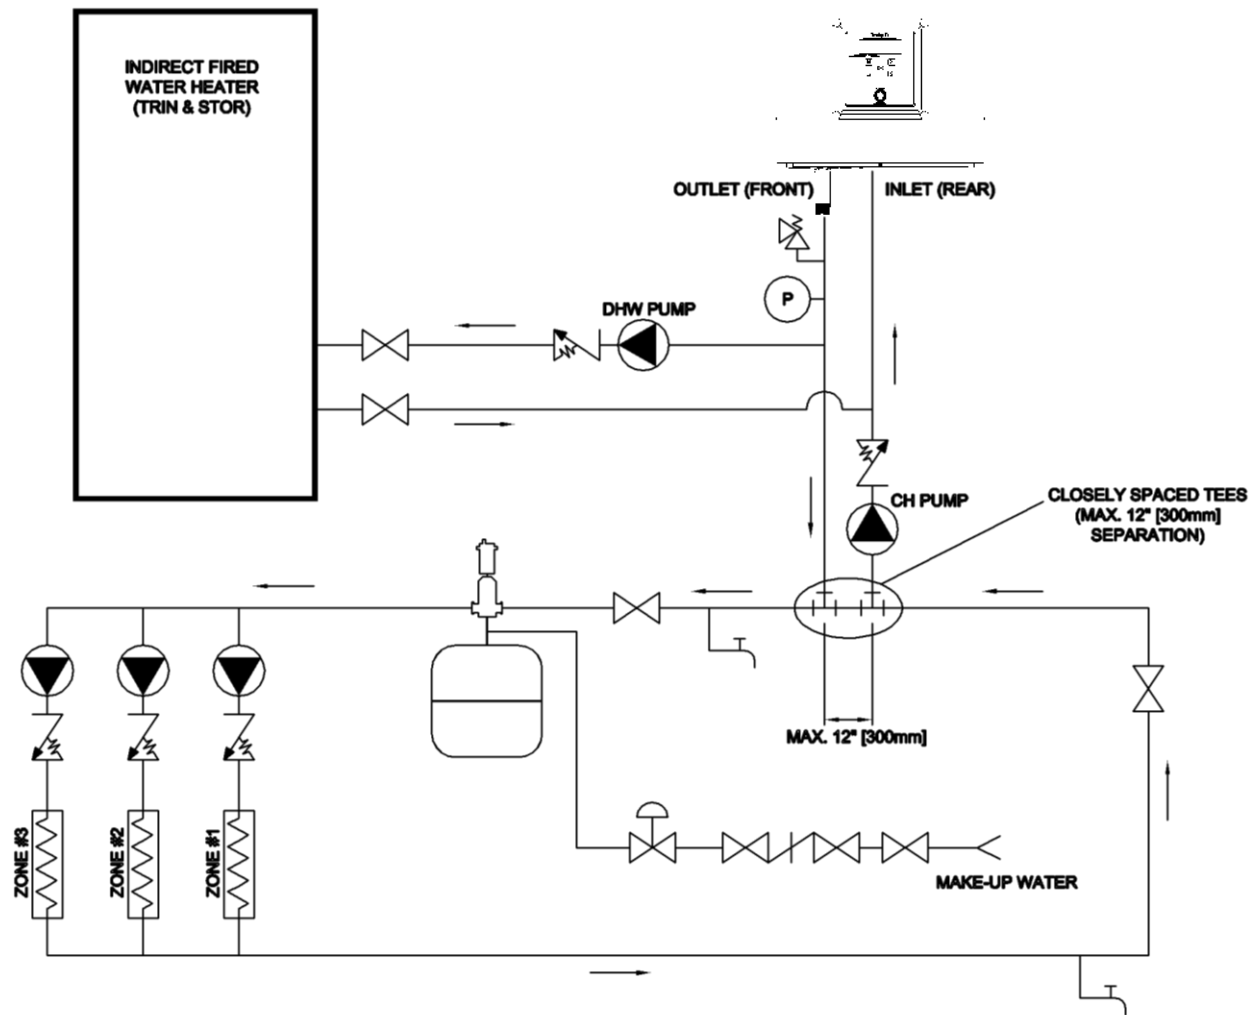 INDIRECT FIRED
WATER HEATER
(TRIN & STOR)
OUTLET (FRONT)
INLET (REAR)
P
DHW PUMP
CH PUMP
CLOSELY SPACED TEES
(MAX. 12" [300mm]
SEPARATION)
MAX. 12" [300mm]
ZONE #3
ZONE #2
ZONE #1
MAKE-UP WATER